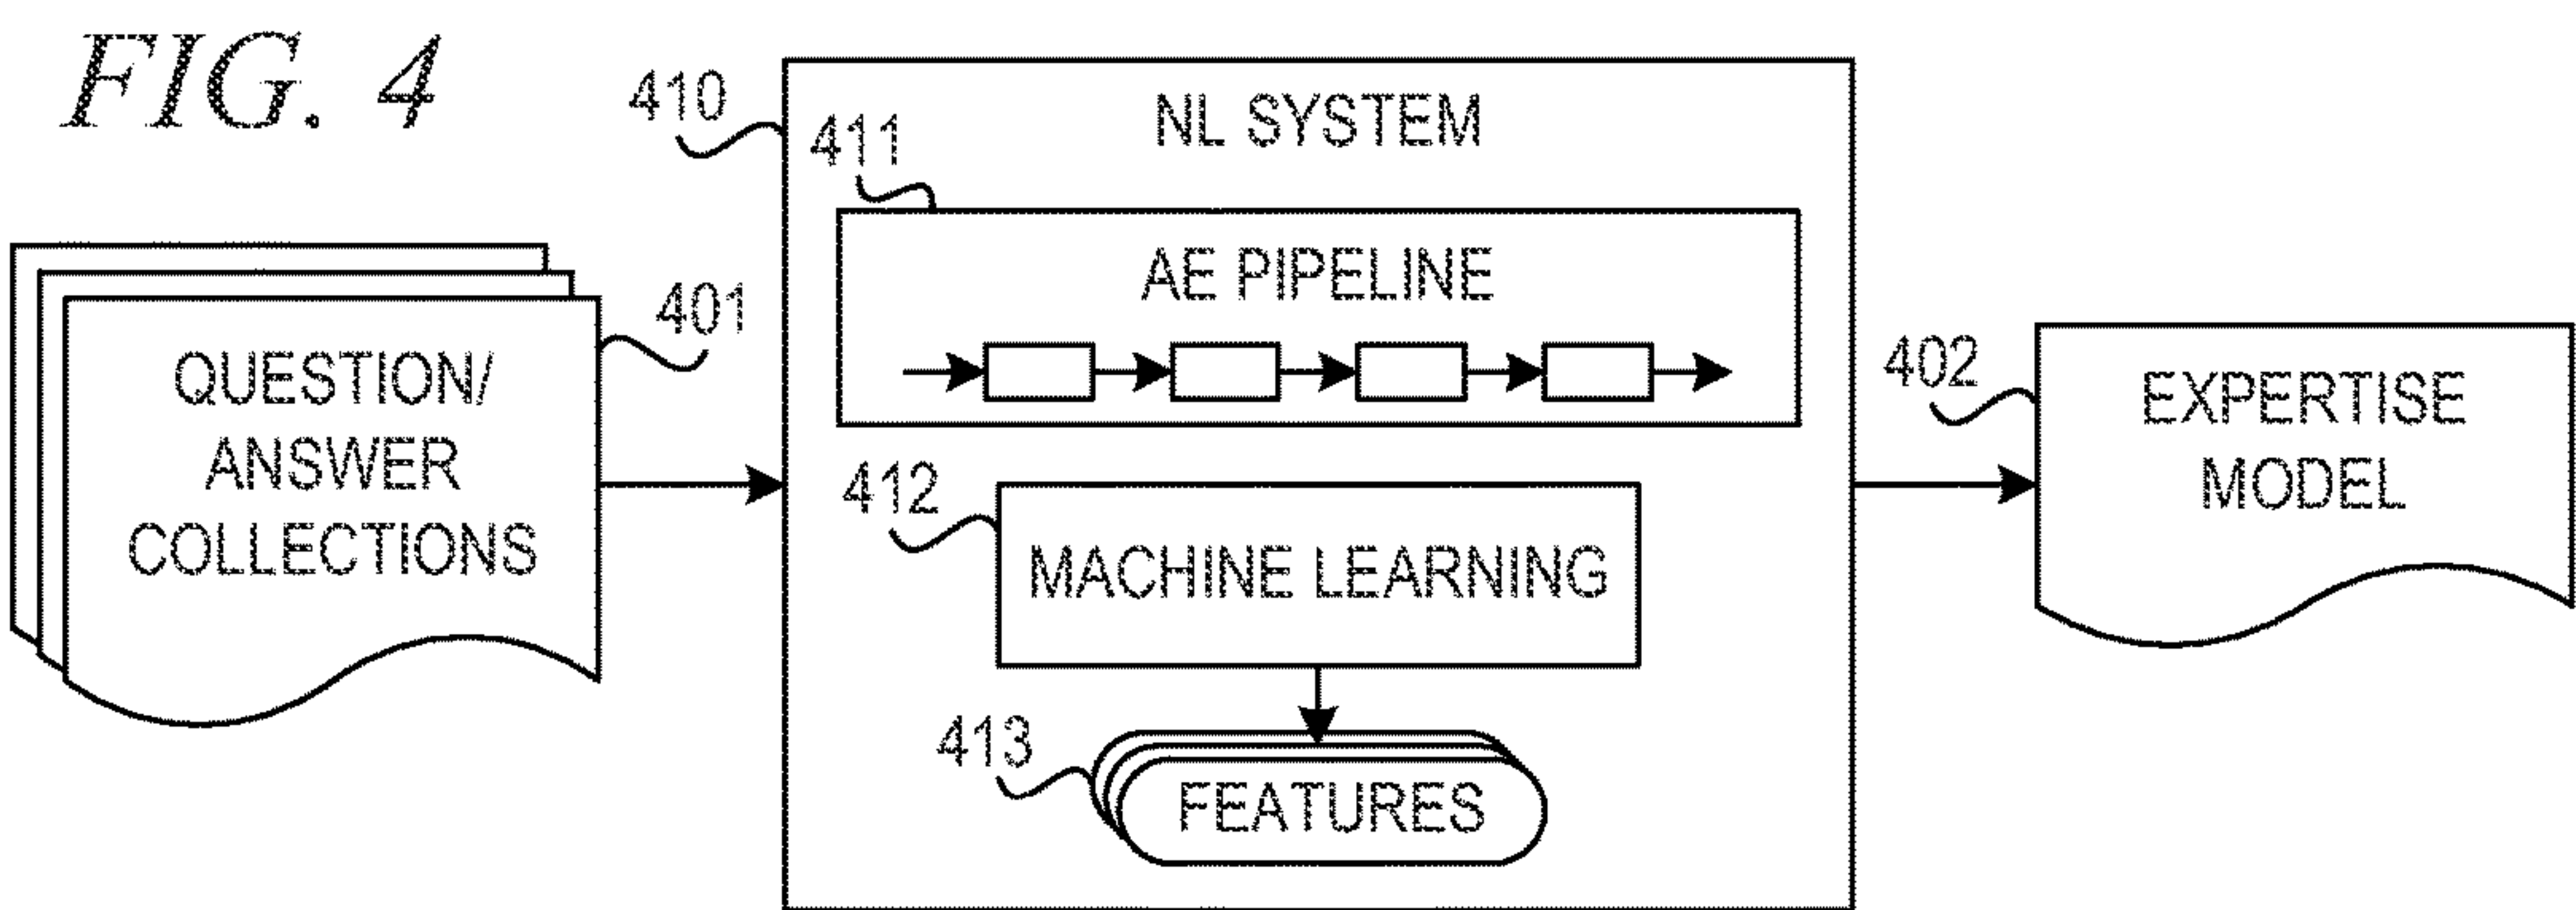 FIG. 4
410
NL SYSTEM
411
AE PIPELINE
401
QUESTION/
ANSWER
COLLECTIONS
412
MACHINE LEARNING
413
FEATURES
402
EXPERTISE
MODEL